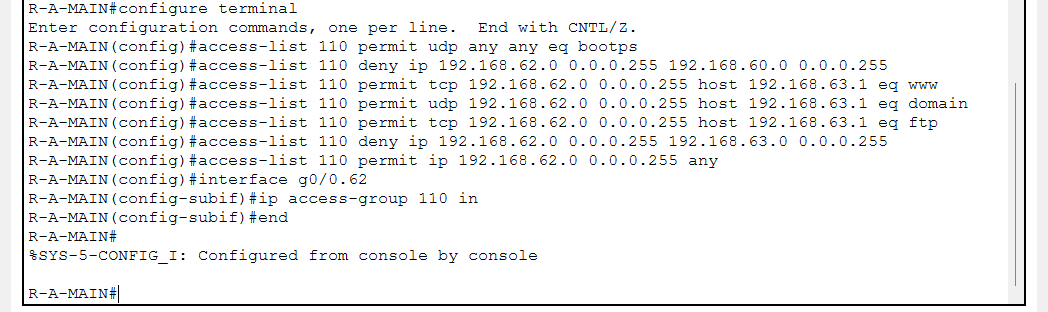 R-A-MAIN#configure terminal
Enter configuration commands, one per line.  End with CNTL/Z.
R-A-MAIN(config)#access-list 110 permit udp any any eq bootps
R-A-MAIN(config)#access-list 110 deny ip 192.168.62.0 0.0.0.255 192.168.60.0 0.0.0.255
R-A-MAIN(config)#access-list 110 permit tcp 192.168.62.0 0.0.0.255 host 192.168.63.1 eq www
R-A-MAIN(config)#access-list 110 permit udp 192.168.62.0 0.0.0.255 host 192.168.63.1 eq domain
R-A-MAIN(config)#access-list 110 permit tcp 192.168.62.0 0.0.0.255 host 192.168.63.1 eq ftp
R-A-MAIN(config)#access-list 110 deny ip 192.168.62.0 0.0.0.255 192.168.63.0 0.0.0.255
R-A-MAIN(config)#access-list 110 permit ip 192.168.62.0 0.0.0.255 any
R-A-MAIN(config)#interface g0/0.62
R-A-MAIN(config-subif)#ip access-group 110 in
R-A-MAIN(config-subif)#end
R-A-MAIN#
%SYS-5-CONFIG_I: Configured from console by console
R-A-MAIN#